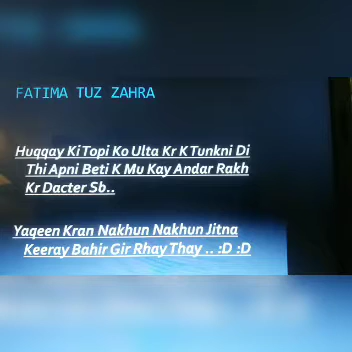 FATIMA TUZ ZAHRA
Huqqay Ki Topi Ko Ulta Kr K Tunkni Di
Thi Apni Beti K Mu Kay Andar Rakh
Kr Dacter Sb..
Yaqeen Kran Nakhun Nakhun Jitna
Keeray Bahir Gir Rhay Thay .. :D :D